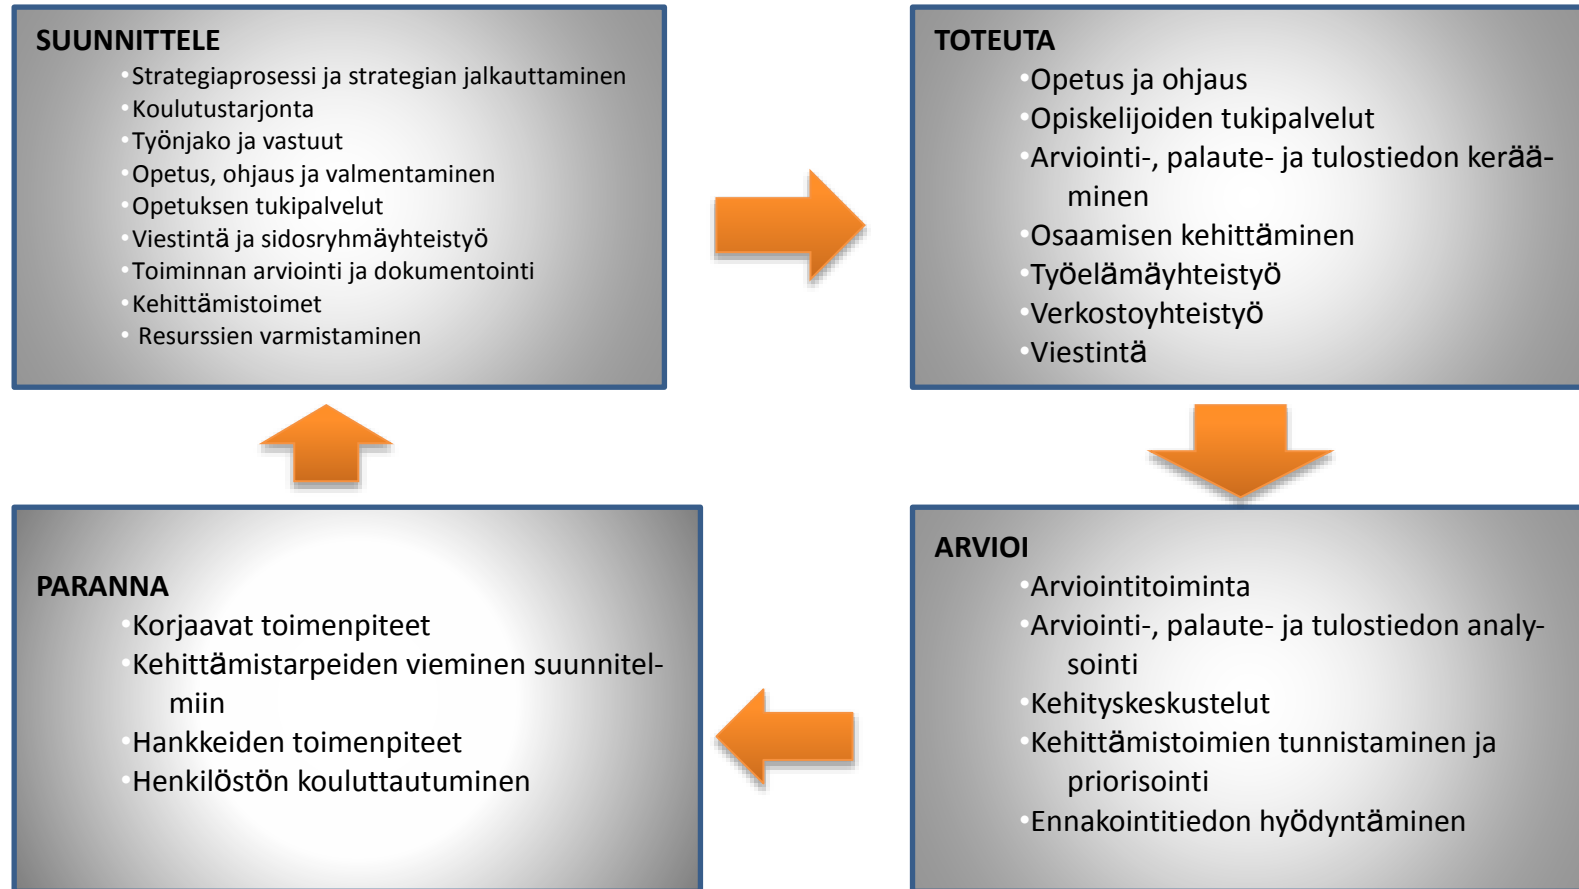 SUUNNITTELE
•Strategiaprosessi ja strategian jalkauttaminen
•Koulutustarjonta
•Työnjako ja vastuut
•Opetus, ohjaus ja valmentaminen
•Opetuksen tukipalvelut
•Viestintä ja sidosryhmäyhteistyö
•Toiminnan arviointi ja dokumentointi
•Kehittämistoimet
• Resurssien varmistaminen
TOTEUTA
•Opetus ja ohjaus
•Opiskelijoiden tukipalvelut
•Arviointi-, palaute- ja tulostiedon kerää-
minen
•Osaamisen kehittäminen
•Työelämäyhteistyö
•Verkostoyhteistyö
•Viestintä
ARVIOI
•Arviointitoiminta
•Arviointi-, palaute- ja tulostiedon analy-
sointi
•Kehityskeskustelut
•Kehittämistoimien tunnistaminen ja
priorisointi
•Ennakointitiedon hyödyntäminen
PARANNA
•Korjaavat toimenpiteet
•Kehittämistarpeiden vieminen suunnitel-
miin
•Hankkeiden toimenpiteet
•Henkilöstön kouluttautuminen